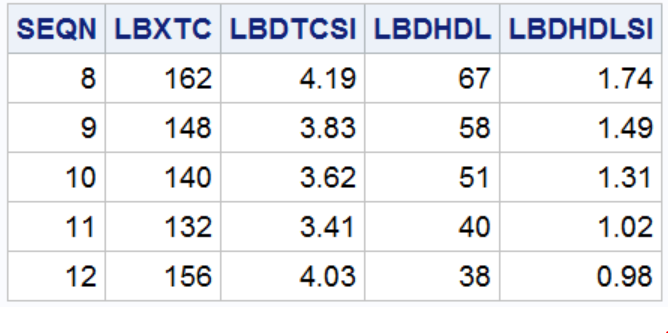 SEQN LBXTC LBDTCSI LBDHDL LBDHDLSI
8 162 4.19 67 1.74
9 148 3.83 58 1.49
10 140 3.62 51 1.31
11 132 3.41 40 1.02
12 156 4.03 38 0.98